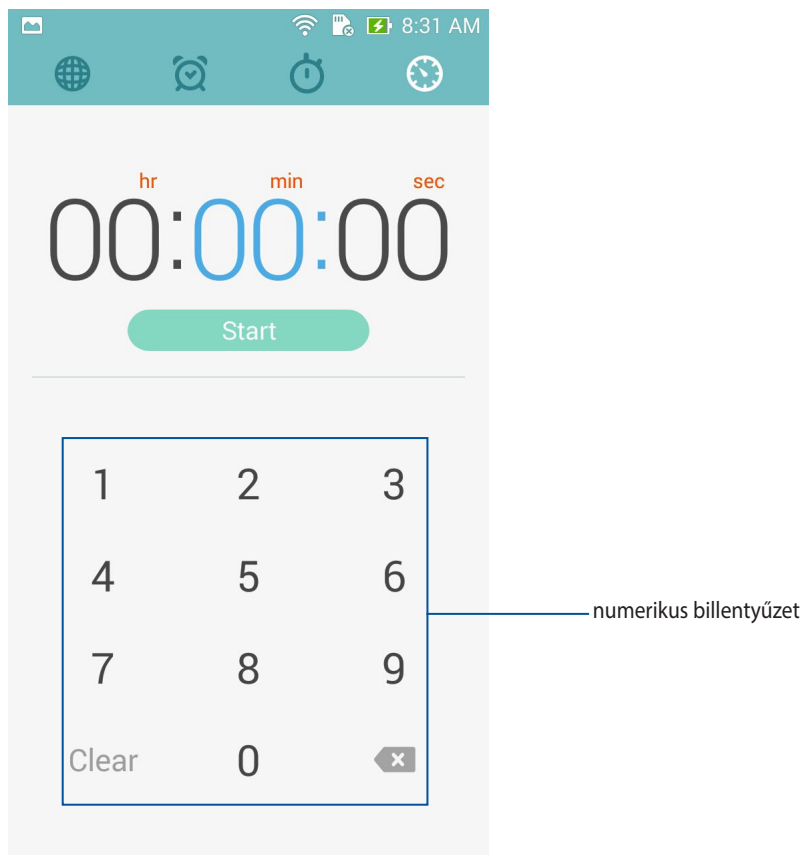 8:31 AM
hr min sec
00:00:00
Start
1 2 3
4 5 6
numerikus billentyűzet
7 8 9
Clear 0